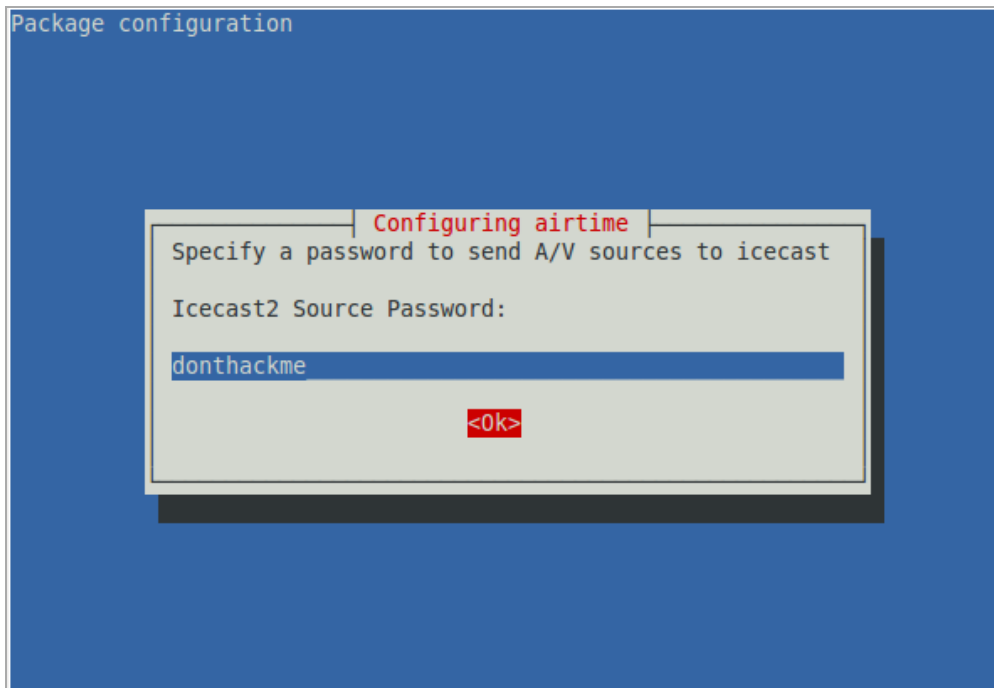 Package configuration
Configuring airtime
Specify a password to send A/V sources to icecast
Icecast2 Source Password:
donthackme
<Ok>